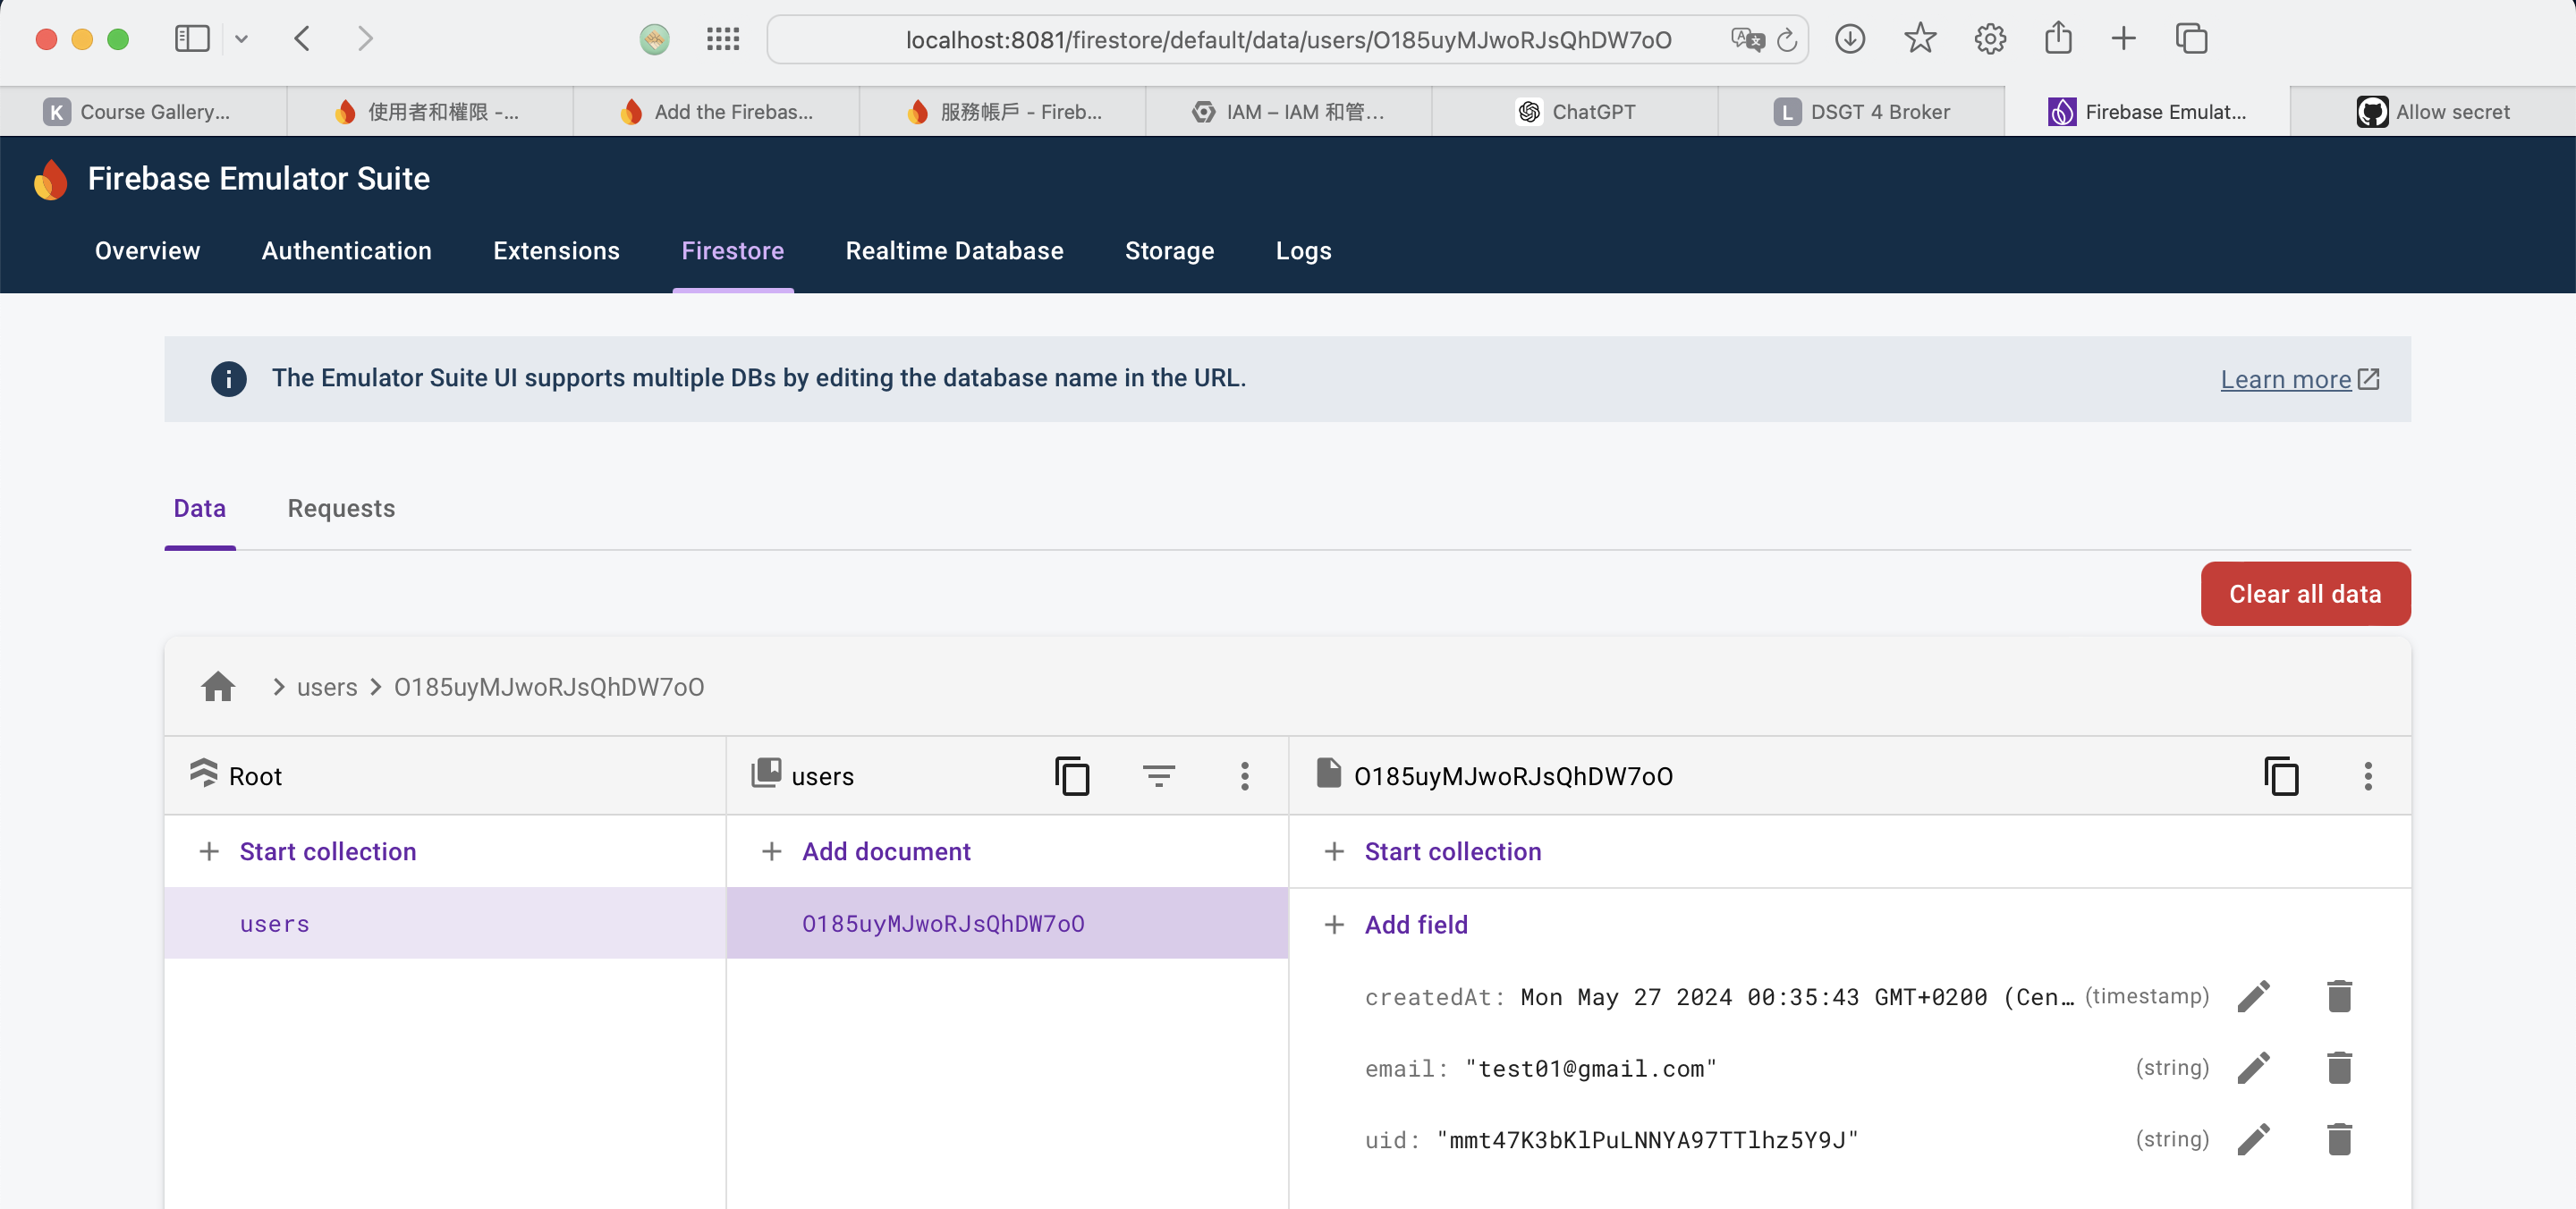 localhost:8081/firestore/default/data/users/O185uyMJwoRJsQhDW7oO
K Course Gallery...
使用者和權限 -...
Add the Firebas...
服務帳戶 - Fireb...
IAM – IAM 和管...
ChatGPT
L DSGT 4 Broker
Firebase Emulat...
Allow secret
Firebase Emulator Suite
Overview Authentication Extensions Firestore Realtime Database Storage Logs
The Emulator Suite UI supports multiple DBs by editing the database name in the URL.
Learn more
Data Requests
Clear all data
users O185uyMJwoRJsQhDW7oO
Root
Start collection
users
users
Add document
O185uyMJwoRJsQhDW7oO
O185uyMJwoRJsQhDW7oO
Start collection
Add field
createdAt: Mon May 27 2024 00:35:43 GMT+0200 (Cen... (timestamp)
email: "test01@gmail.com" (string)
uid: "mmt47K3bKlPuLNNYA97TTlhz5Y9J" (string)